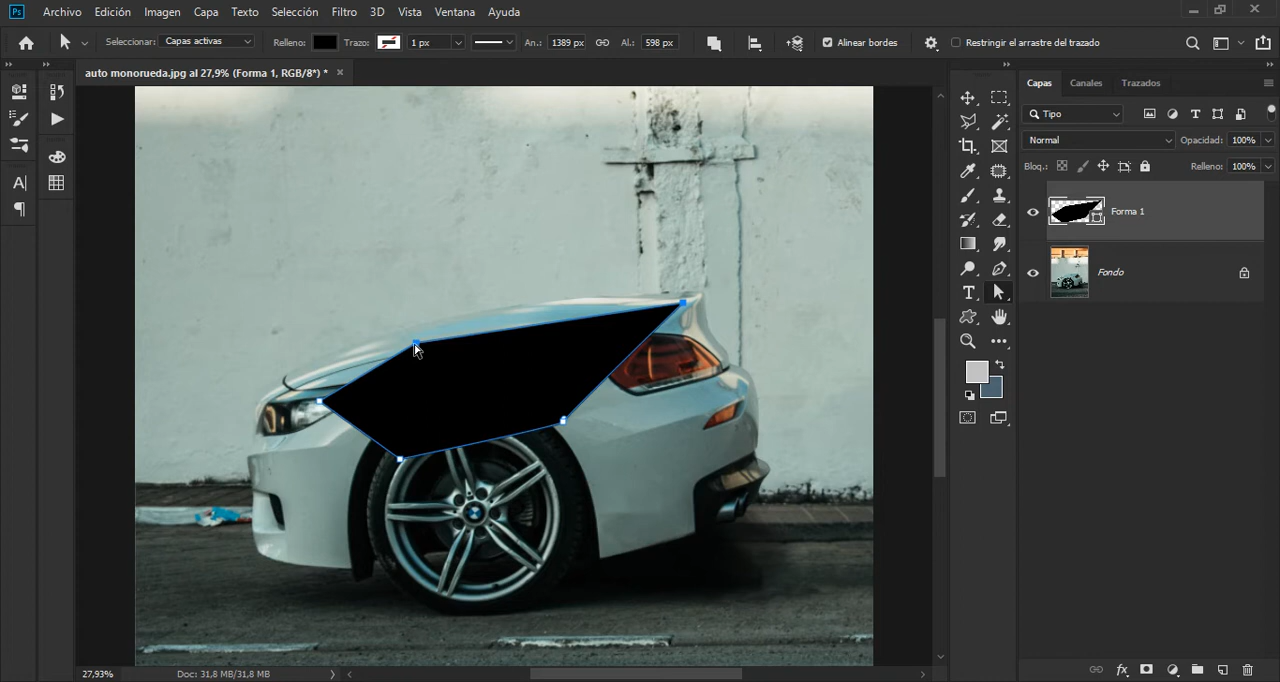 Ps Archivo Edición Imagen Capa Texto Selección Filtro 3D Vista Ventana Ayuda
Seleccionar: Capas activas Relleno: Trazo: 1 px An.: 1389 px Al.: 598 px Alinear bordes Restringir el arrastre del trazado
auto monorueda.jpg al 27,9% (Forma 1, RGB/8*) *
Capas Canales Trazados
Tipo
Normal Opacidad: 100%
Bloq.: Relleno: 100%
Forma 1
Fondo
27,93% Doc: 31,8 MB/31,8 MB